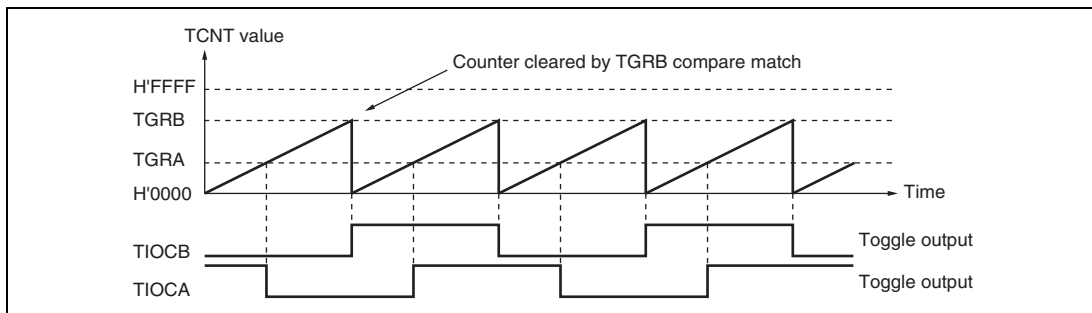 TCNT value
Counter cleared by TGRB compare match
H'FFFF
TGRB
TGRA
H'0000
Time
TIOCB
Toggle output
TIOCA
Toggle output